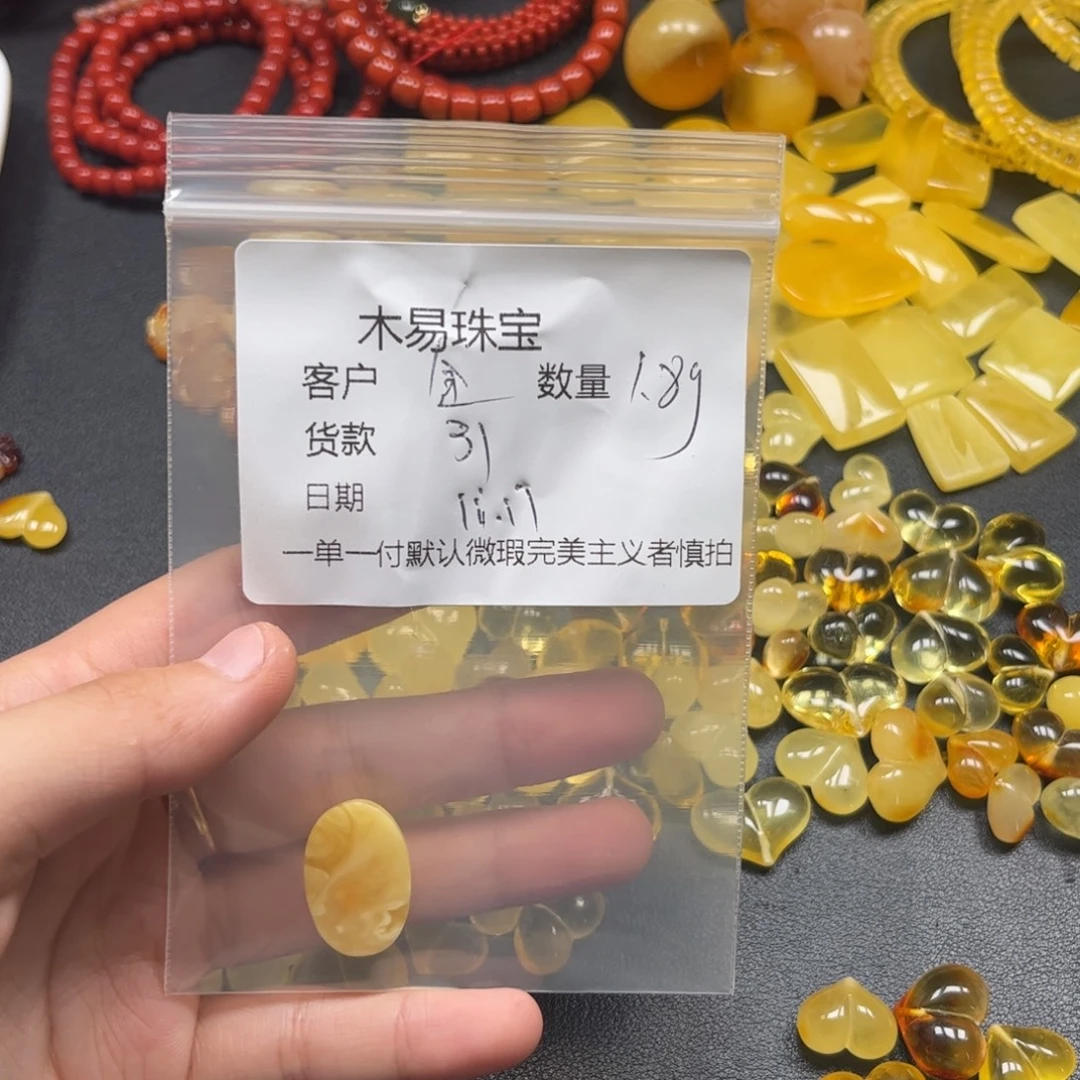 木易珠宝
客户 数量 1.8g
货款 31
日期 11.17
一单一付默认微瑕完美主义者慎拍